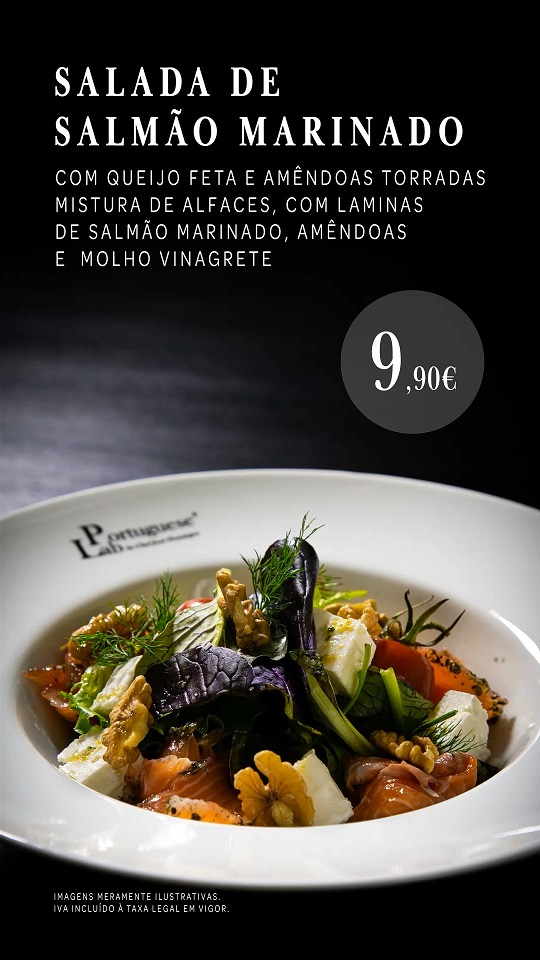 SALADA DE
SALMÃO MARINADO
COM QUEIJO FETA E AMÊNDOAS TORRADAS
MISTURA DE ALFACES, COM LAMINAS
DE SALMÃO MARINADO, AMÊNDOAS
E MOLHO VINAGRETE
9,90€
Portuguese
Lab
IMAGENS MERAMENTE ILUSTRATIVAS.
IVA INCLUÍDO À TAXA LEGAL EM VIGOR.